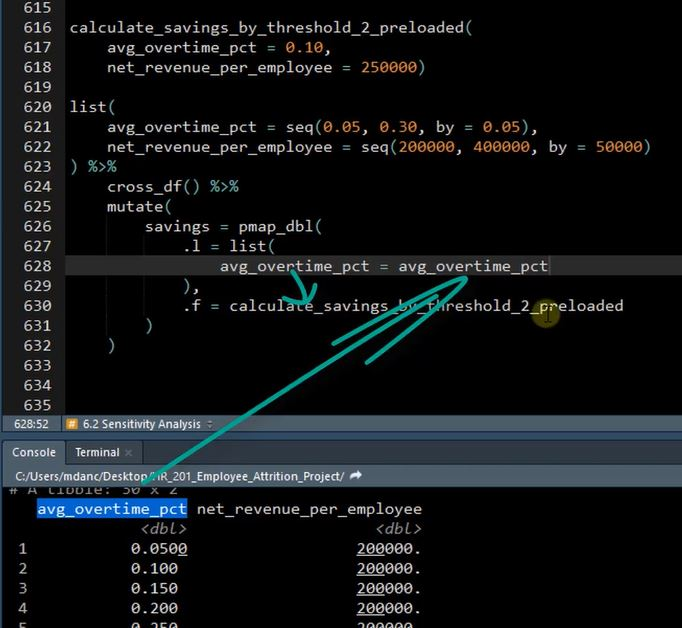 615
616 calculate_savings_by_threshold_2_preloaded(
617 avg_overtime_pct = 0.10,
618 net_revenue_per_employee = 250000)
619
620 list(
621 avg_overtime_pct = seq(0.05, 0.30, by = 0.05),
622 net_revenue_per_employee = seq(200000, 400000, by = 50000)
623 ) %>%
624 cross_df() %>%
625 mutate(
626 savings = pmap_dbl(
627 .l = list(
628 avg_overtime_pct = avg_overtime_pct
629 ),
630 .f = calculate_savings_by_threshold_2_preloaded
631 )
632 )
633
634
635
628:52 # 6.2 Sensitivity Analysis
Console Terminal ×
C:/Users/mdanc/Desktop/HR_201_Employee_Attrition_Project/
# A tibble: 30 x 2
avg_overtime_pct net_revenue_per_employee
<dbl> <dbl>
1 0.0500 200000.
2 0.100 200000.
3 0.150 200000.
4 0.200 200000.
5 0.250 200000.